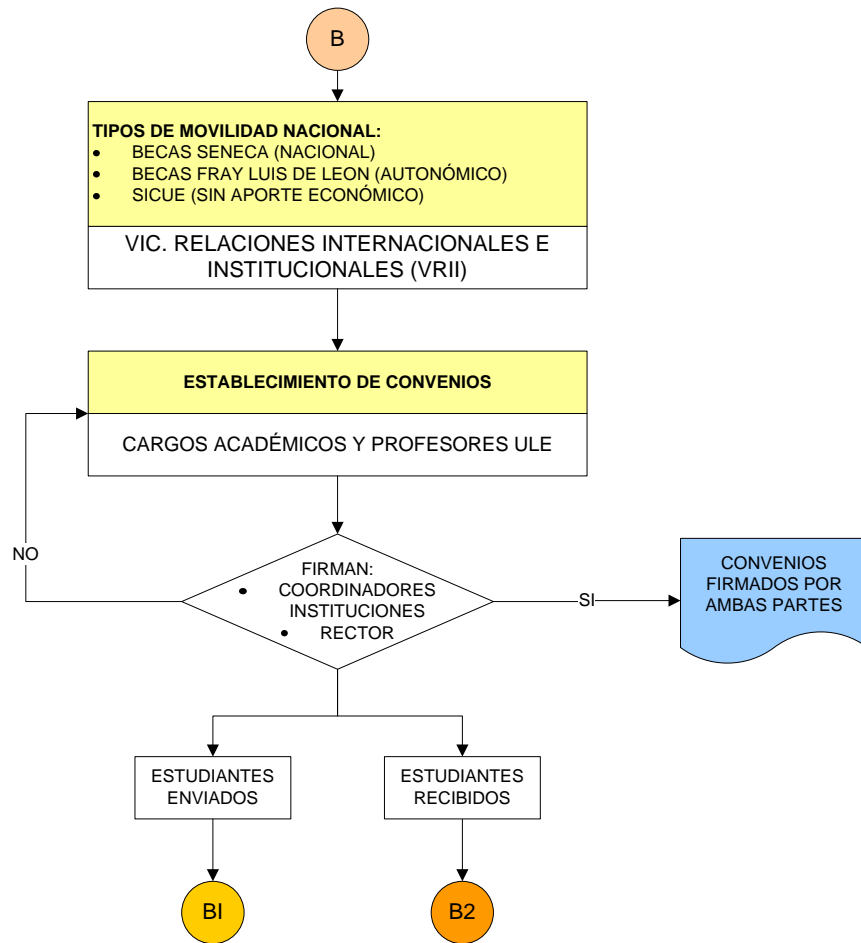 B
TIPOS DE MOVILIDAD NACIONAL:
• BECAS SENECA (NACIONAL)
• BECAS FRAY LUIS DE LEON (AUTONÓMICO)
• SICUE (SIN APORTE ECONÓMICO)
VIC. RELACIONES INTERNACIONALES E
INSTITUCIONALES (VRII)
ESTABLECIMIENTO DE CONVENIOS
CARGOS ACADÉMICOS Y PROFESORES ULE
NO
FIRMAN:
• COORDINADORES
INSTITUCIONES
• RECTOR
SI
CONVENIOS
FIRMADOS POR
AMBAS PARTES
ESTUDIANTES
ENVIADOS
ESTUDIANTES
RECIBIDOS
BI
B2